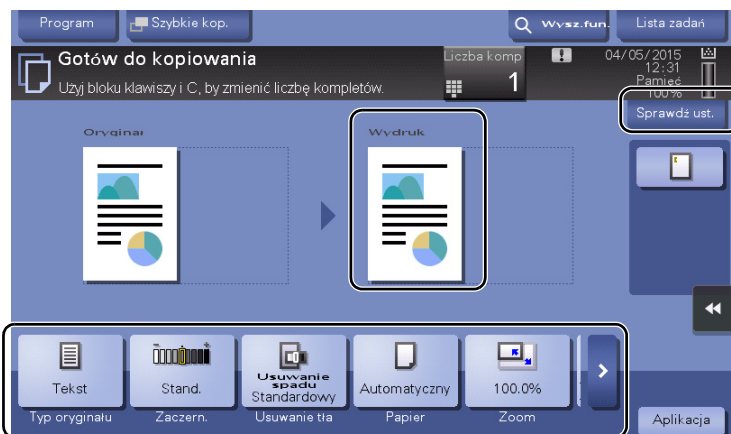 Program
Szybkie kop.
Wysz.fun.
Lista zadań
Gotów do kopiowania
Użyj bloku klawiszy i C, by zmienić liczbę kompletów.
Liczba komp
1
04/05/2015
12:31
Pamięć
100%
Sprawdź ust.
Oryginał
Wydruk
Tekst
Stand.
Usuwanie
spadu
Standardowy
Automatyczny
100.0%
Typ oryginału
Zaczern.
Usuwanie tła
Papier
Zoom
Aplikacja